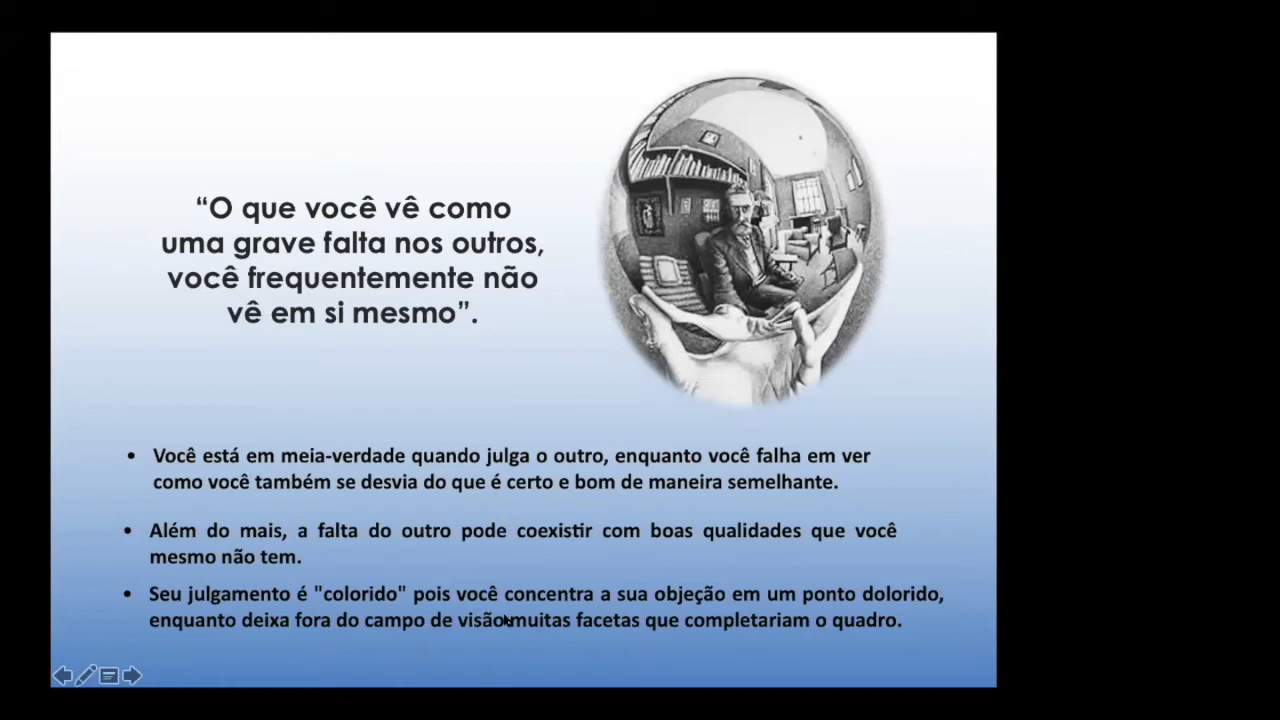 “O que você vê como
uma grave falta nos outros,
você frequentemente não
vê em si mesmo”.
• Você está em meia-verdade quando julga o outro, enquanto você falha em ver
como você também se desvia do que é certo e bom de maneira semelhante.
• Além do mais, a falta do outro pode coexistir com boas qualidades que você
mesmo não tem.
• Seu julgamento é "colorido" pois você concentra a sua objeção em um ponto dolorido,
enquanto deixa fora do campo de visão muitas facetas que completariam o quadro.